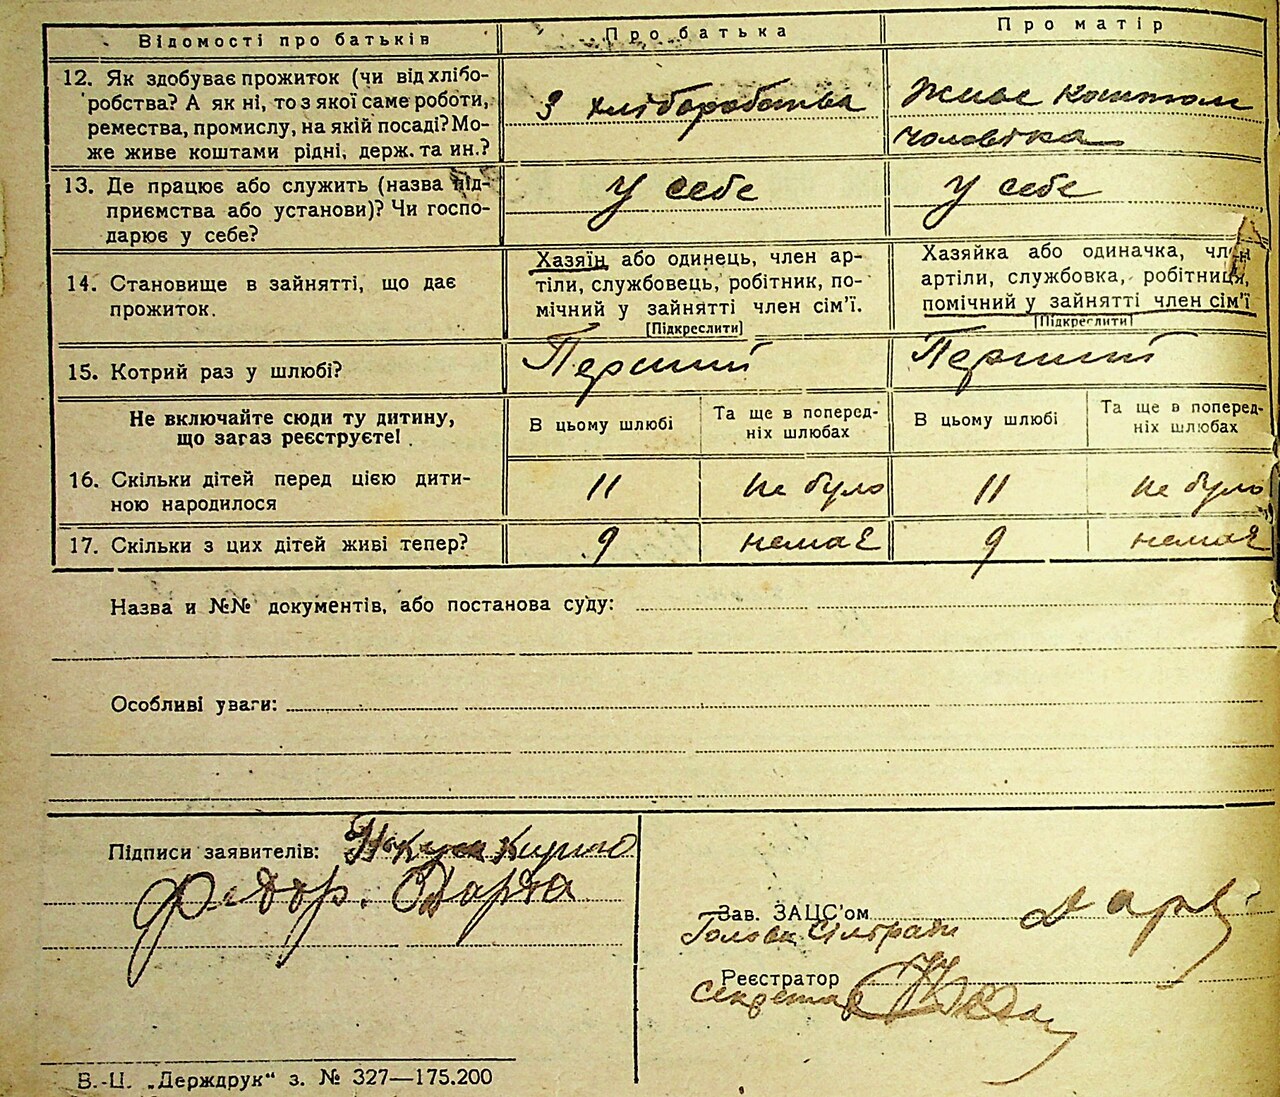 Відомості про батьків
Про батька
Про матір
12. Як здобуває прожиток (чи від хлібо-
робства? А як ні, то з якої саме роботи,
ремества, промислу, на якій посаді? Мо-
же живе коштами рідні, держ. та ин.?
З хліборобства
Живе коштом
чоловіка
13. Де працює або служить (назва під-
приємства або установи)? Чи госпо-
дарює у себе?
У себе
У себе
14. Становище в зайнятті, що дає
прожиток.
Хазяїн або одинець, член ар-
тілі, службовець, робітник, по-
мічний у зайнятті член сім'ї.
[Підкреслити]
Хазяйка або одиначка, член
артіли, службовка, робітниця,
помічний у зайнятті член сім'ї
[Підкреслити]
15. Котрий раз у шлюбі?
Перший
Перший
Не включайте сюди ту дитину,
що зараз реєструєте!
В цьому шлюбі
Та ще в поперед-
ніх шлюбах
В цьому шлюбі
Та ще в поперед-
ніх шлюбах
16. Скільки дітей перед цією дити-
ною народилося
11
не було
11
не було
17. Скільки з цих дітей живі тепер?
9
немає
9
немає
Назва и №№ документів, або постанова суду:
Особливі уваги:
Підписи заявителів:
Зав. ЗАЦС'ом
Голова Сільради
Реєстратор
Секретар
В.-Ц. „Держдрук“ з. № 327—175.200